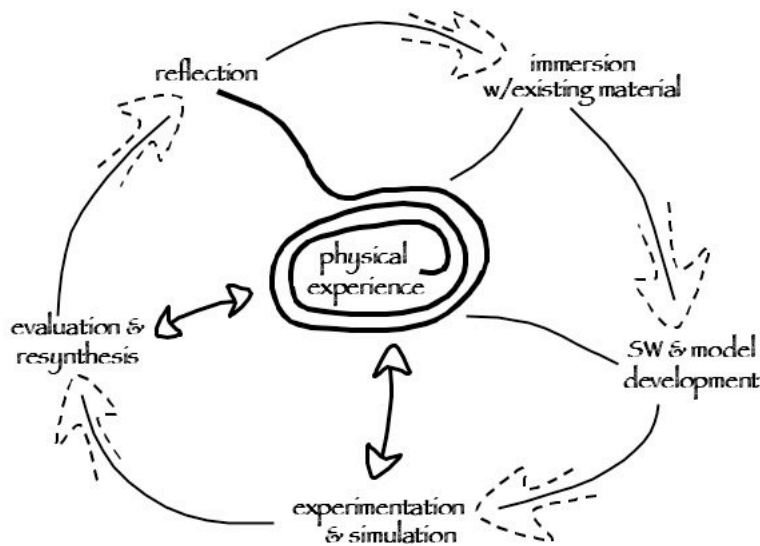 reflection
immersion
w/existing material
physical
experience
evaluation &
resynthesis
SW & model
development
experimentation
& simulation